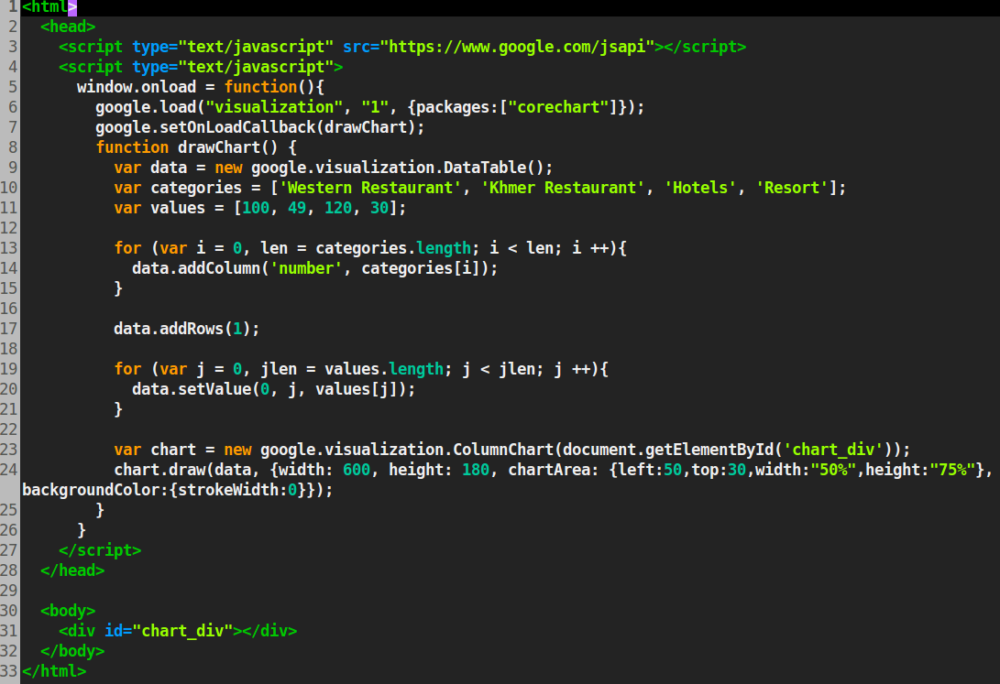 1 <html>
2   <head>
3     <script type="text/javascript" src="https://www.google.com/jsapi"></script>
4     <script type="text/javascript">
5       window.onload = function(){
6         google.load("visualization", "1", {packages:["corechart"]});
7         google.setOnLoadCallback(drawChart);
8         function drawChart() {
9           var data = new google.visualization.DataTable();
10           var categories = ['Western Restaurant', 'Khmer Restaurant', 'Hotels', 'Resort'];
11           var values = [100, 49, 120, 30];
12
13           for (var i = 0, len = categories.length; i < len; i ++){
14             data.addColumn('number', categories[i]);
15           }
16
17           data.addRows(1);
18
19           for (var j = 0, jlen = values.length; j < jlen; j ++){
20             data.setValue(0, j, values[j]);
21           }
22
23           var chart = new google.visualization.ColumnChart(document.getElementById('chart_div'));
24           chart.draw(data, {width: 600, height: 180, chartArea: {left:50,top:30,width:"50%",height:"75%"},
backgroundColor:{strokeWidth:0}});
25         }
26       }
27     </script>
28   </head>
29
30   <body>
31     <div id="chart_div"></div>
32   </body>
33 </html>